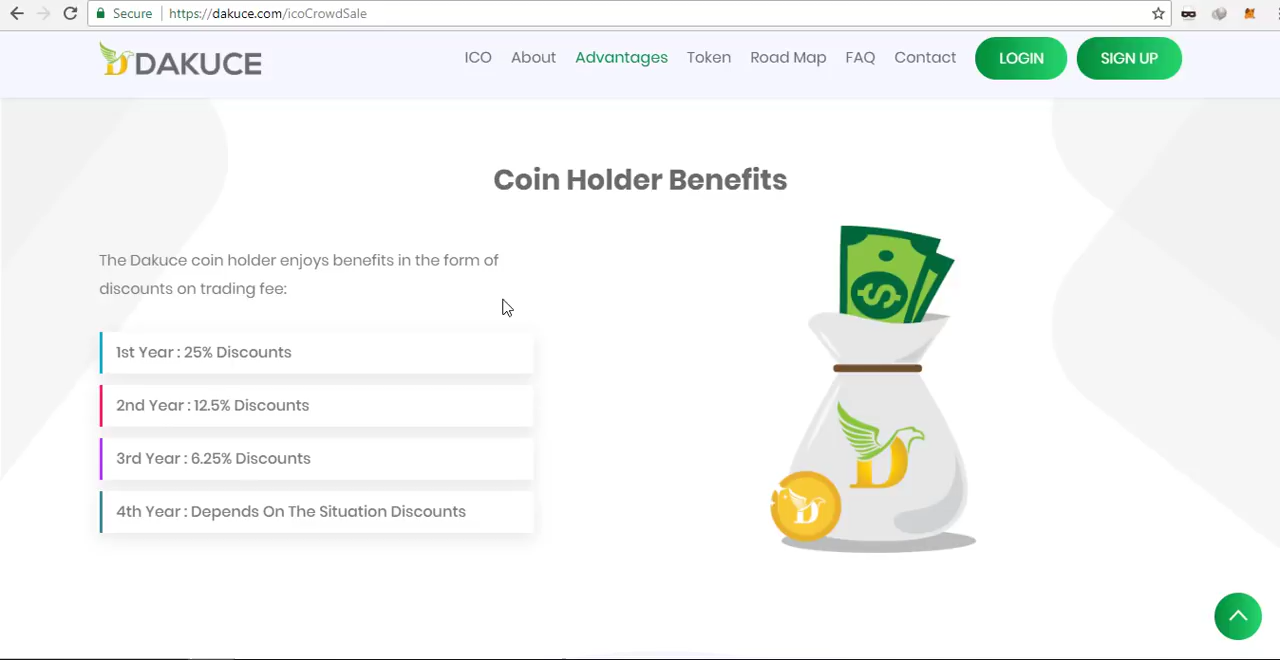 Secure https://dakuce.com/icoCrowdSale
DAKUCE ICO About Advantages Token Road Map FAQ Contact LOGIN SIGN UP
Coin Holder Benefits
The Dakuce coin holder enjoys benefits in the form of
discounts on trading fee:
1st Year : 25% Discounts
2nd Year : 12.5% Discounts
3rd Year : 6.25% Discounts
4th Year : Depends On The Situation Discounts
D
D